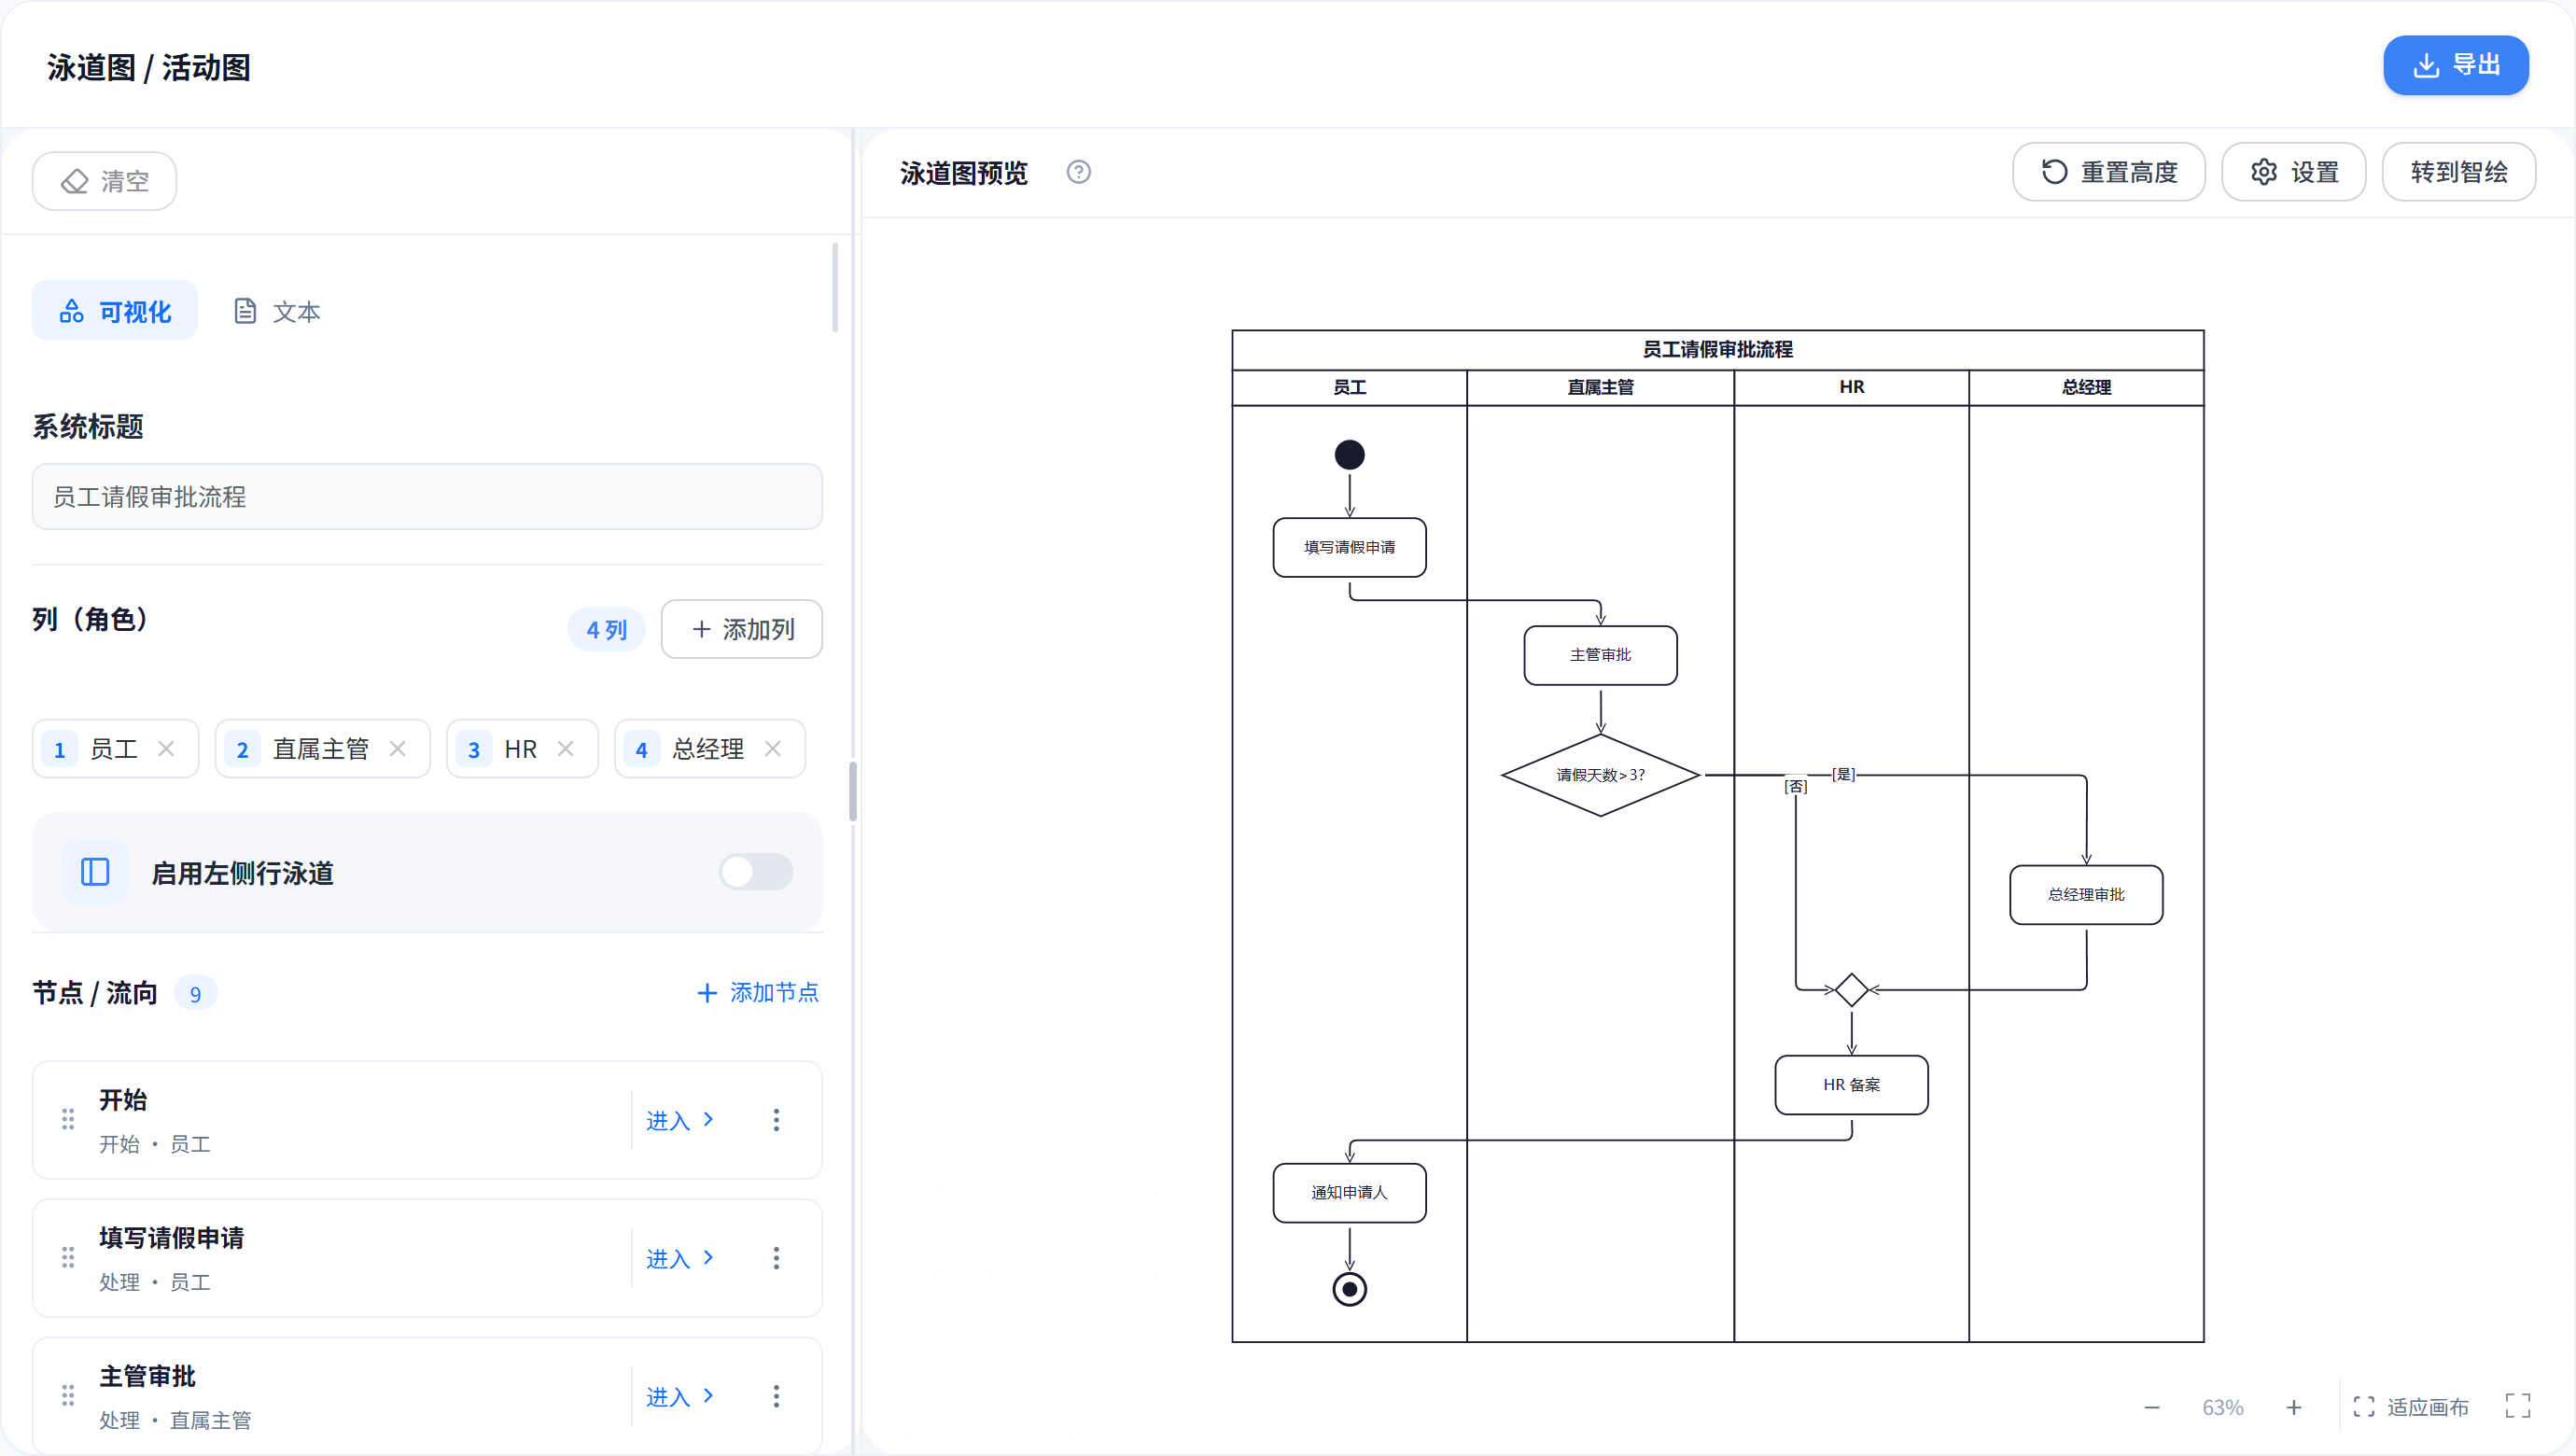 泳道图 / 活动图
导出
清空
可视化
文本
系统标题
员工请假审批流程
列（角色）
4 列
添加列
1 员工
2 直属主管
3 HR
4 总经理
启用左侧行泳道
节点 / 流向 9
添加节点
开始
开始 • 员工
进入
填写请假申请
处理 • 员工
进入
主管审批
处理 • 直属主管
进入
泳道图预览
重置高度
设置
转到智绘
员工请假审批流程
员工
直属主管
HR
总经理
填写请假申请
主管审批
请假天数>3?
[是]
[否]
总经理审批
HR 备案
通知申请人
63%
适应画布